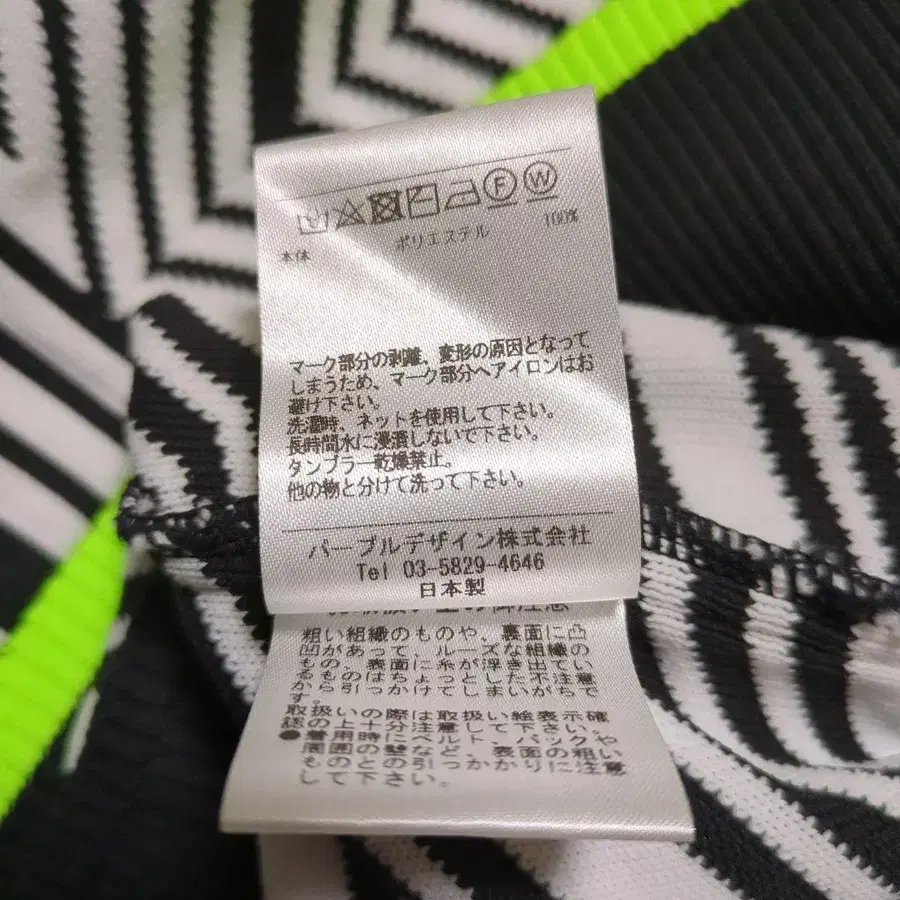 F W
本体 ポリエステル 100%
マーク部分の剥離、変形の原因となって
しまうため、マーク部分へアイロンはお
避け下さい。
洗濯時、ネットを使用して下さい。
長時間水に浸漬しないで下さい。
タンブラー乾燥禁止。
他の物と分けて洗って下さい。
パープルデザイン株式会社
Tel 03-5829-4646
日本製
粗い組織のものや、裏面に凸
凹があって、ルーズな組織の
もの、表面に糸が浮き出てい
るものはちょっとした不注意
から引っかけてしまいがちで
す。
取扱いの際は取扱い絵表示確
認の上十分注意して下さい。
●着用時にベルト、バックや
周囲の壁など、表面の粗い
もの との引っかかりに注意
して下さい。